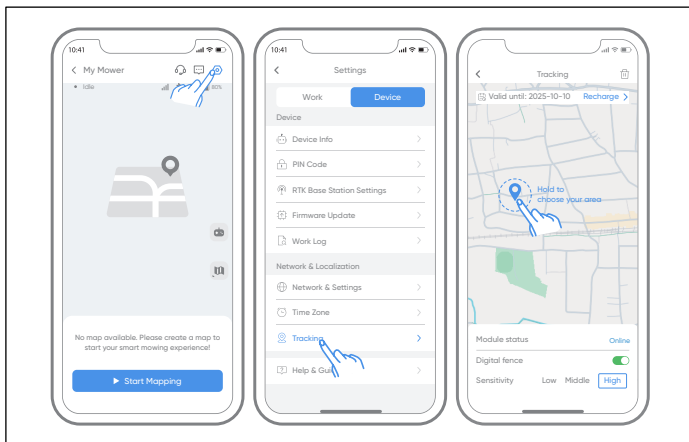 10:41
My Mower
Idle
80%
No map available. Please create a map to
start your smart mowing experience!
Start Mapping
10:41
Settings
Work
Device
Device
Device Info
PIN Code
RTK Base Station Settings
Firmware Update
Work Log
Network & Localization
Network & Settings
Time Zone
Tracking
Help & Guide
10:41
Tracking
Valid until: 2025-10-10
Recharge
Hold to
choose your area
Module status Online
Digital fence
Sensitivity Low Middle High